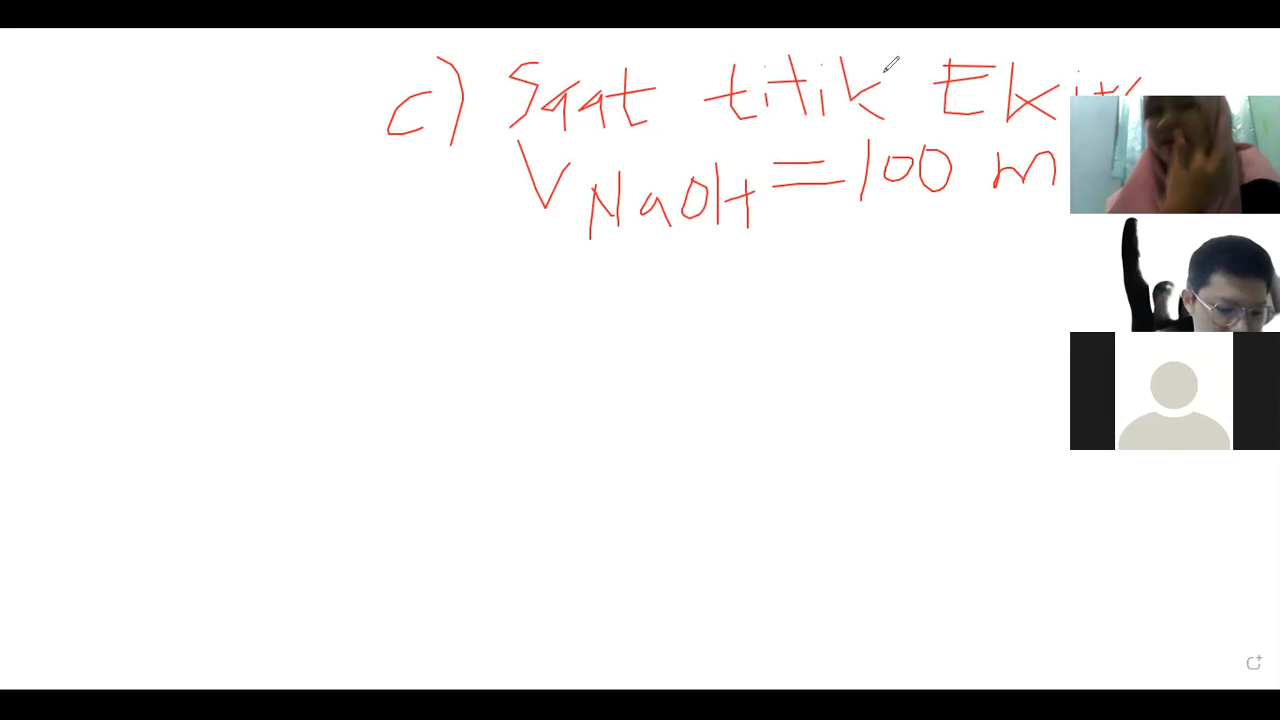 c) Saat titik
V NaOH = 100 m